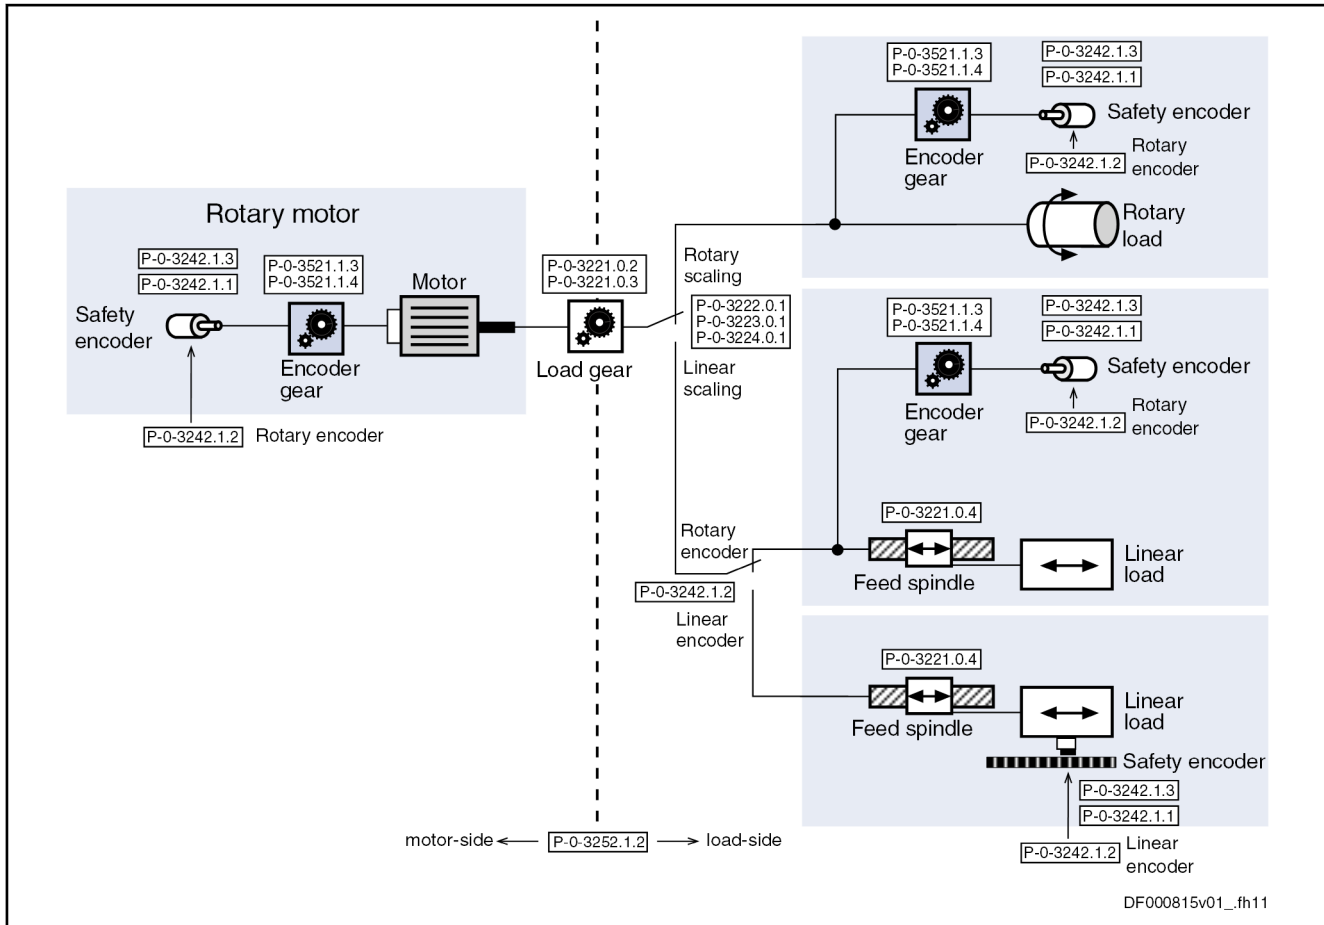 Rotary motor
P-0-3242.1.3
P-0-3242.1.1
Safety
encoder
P-0-3521.1.3
P-0-3521.1.4
Encoder
gear
Motor
P-0-3242.1.2
Rotary encoder
P-0-3221.0.2
P-0-3221.0.3
Load gear
Rotary
scaling
P-0-3222.0.1
P-0-3223.0.1
P-0-3224.0.1
Linear
scaling
P-0-3521.1.3
P-0-3521.1.4
Encoder
gear
P-0-3242.1.3
P-0-3242.1.1
Safety encoder
P-0-3242.1.2
Rotary
encoder
Rotary
load
P-0-3521.1.3
P-0-3521.1.4
Encoder
gear
P-0-3242.1.3
P-0-3242.1.1
Safety encoder
P-0-3242.1.2
Rotary
encoder
Rotary
encoder
P-0-3242.1.2
Linear
encoder
P-0-3221.0.4
Feed spindle
Linear
load
P-0-3221.0.4
Feed spindle
Linear
load
Safety encoder
P-0-3242.1.3
P-0-3242.1.1
P-0-3242.1.2
Linear
encoder
motor-side
P-0-3252.1.2
load-side
DF000815v01_.fh11